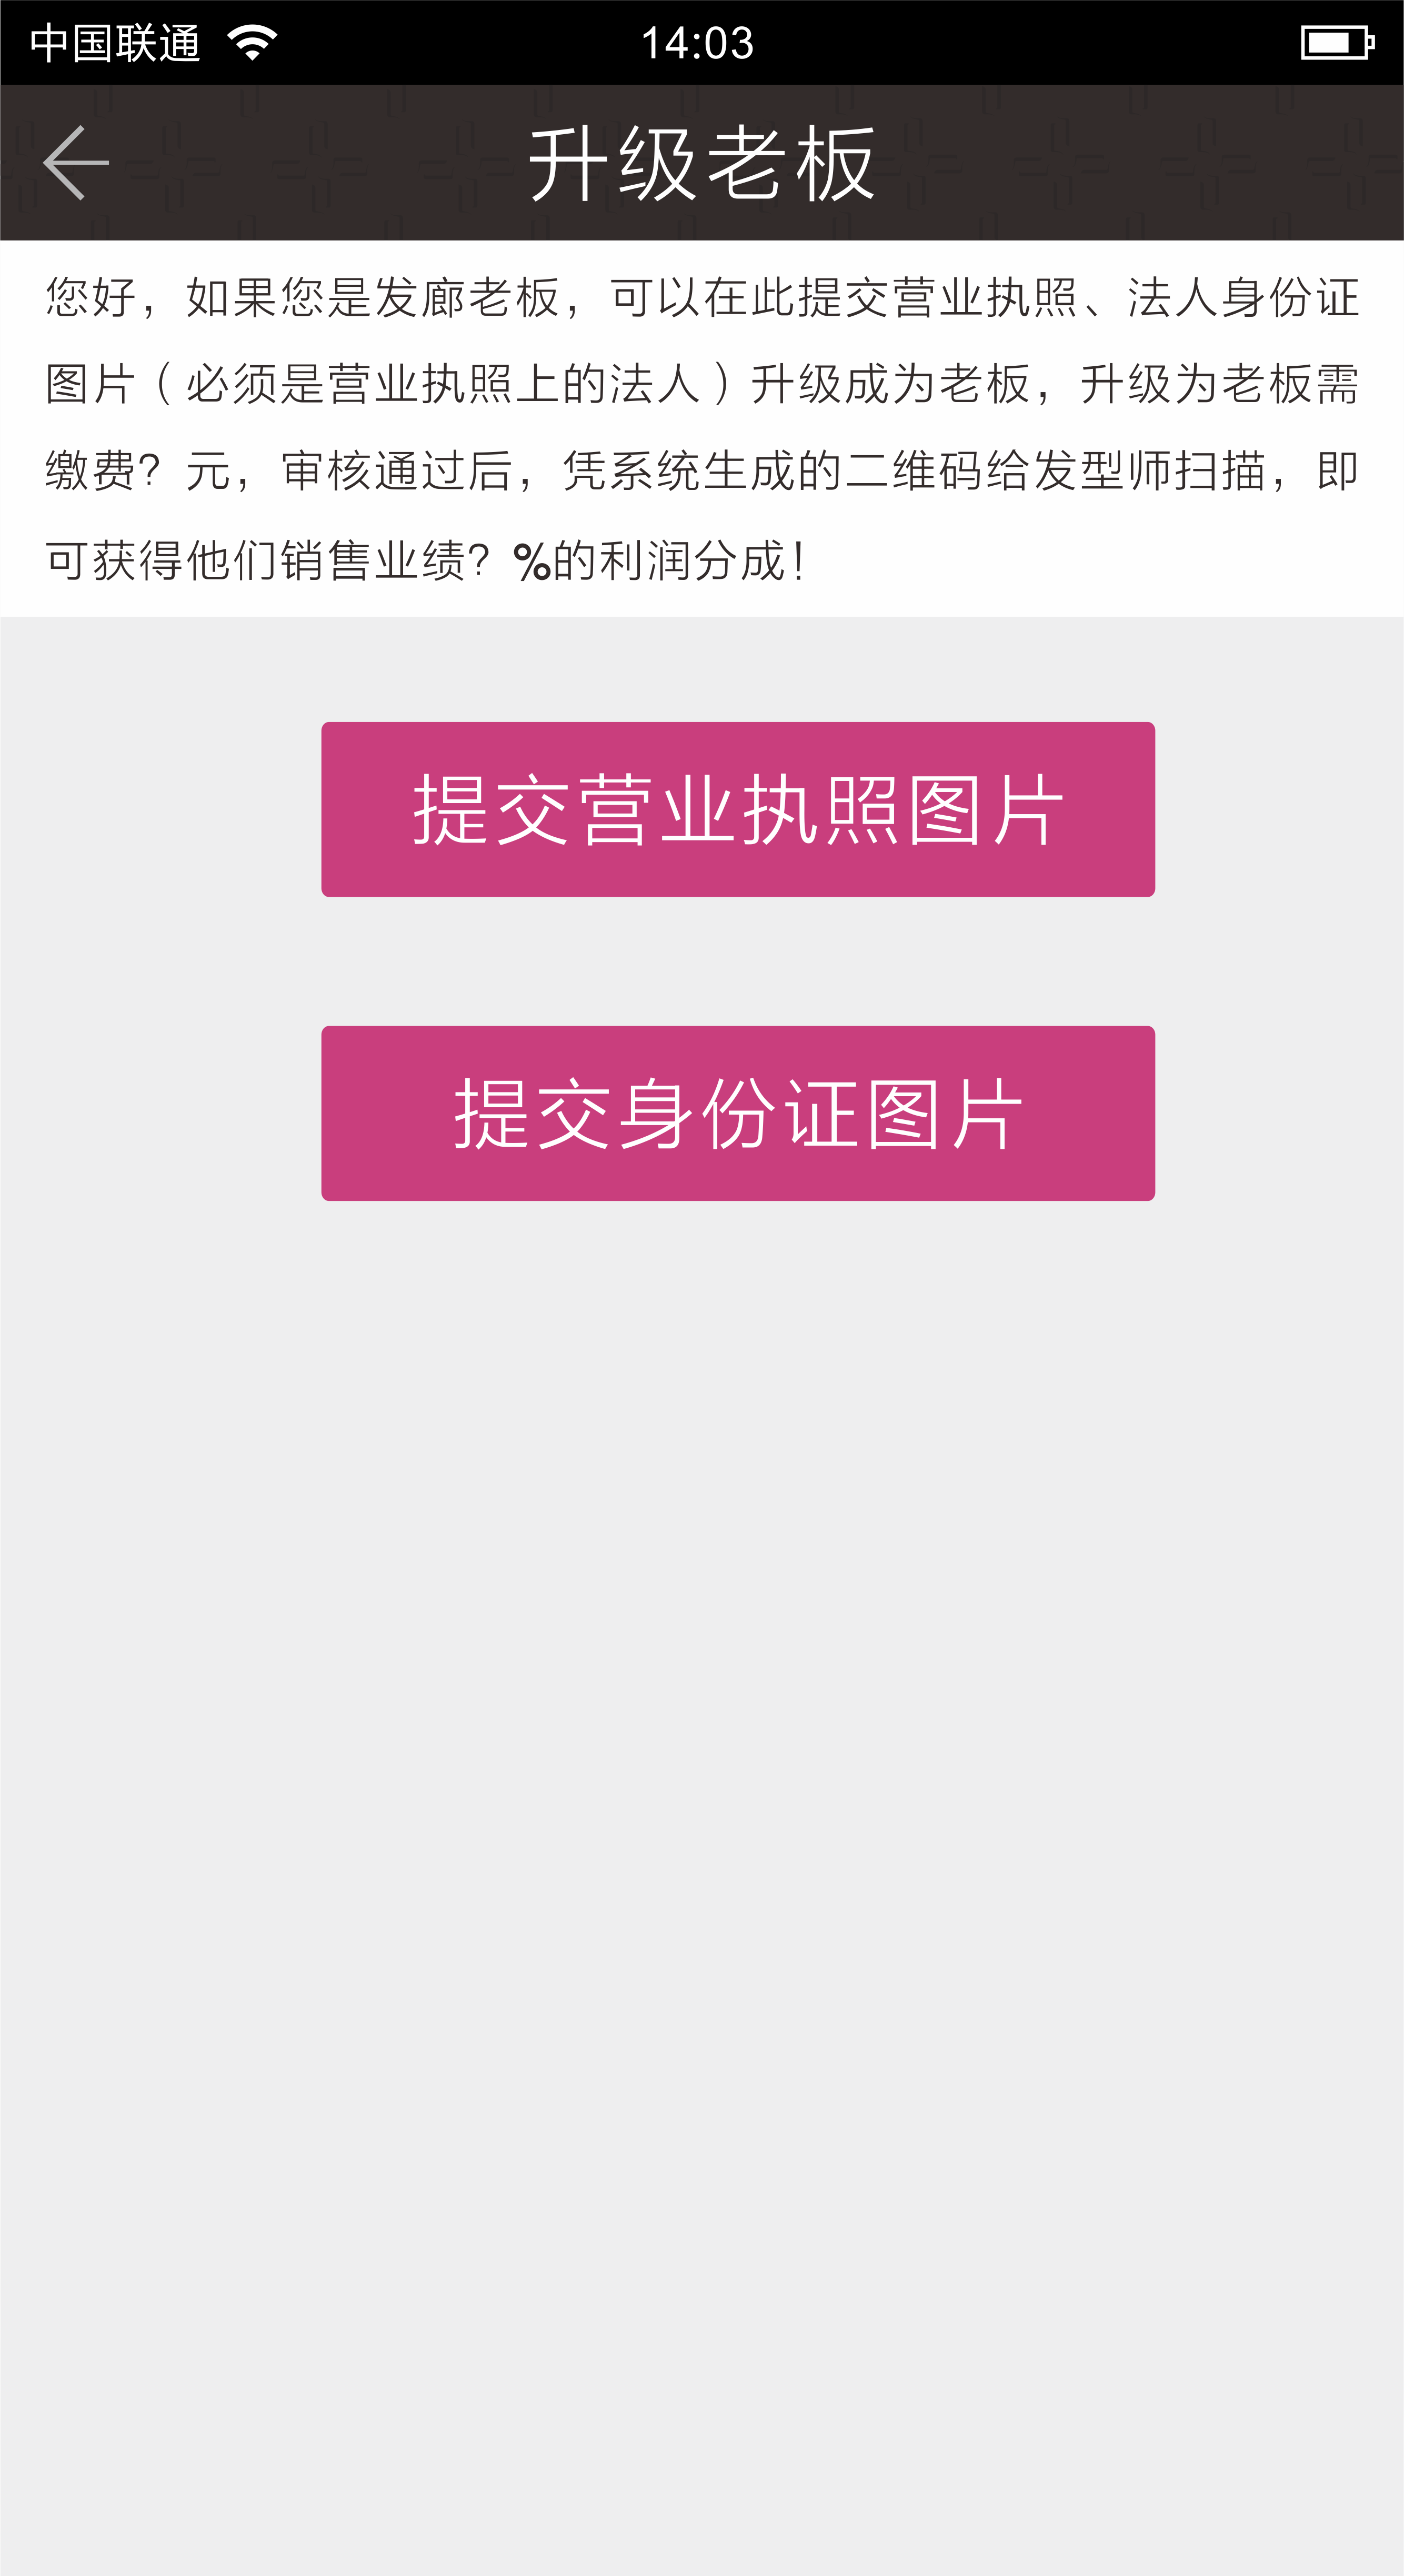 中国联通
14:03
升级老板
您好，如果您是发廊老板，可以在此提交营业执照、法人身份证
图片（必须是营业执照上的法人）升级成为老板，升级为老板需
缴费？元，审核通过后，凭系统生成的二维码给发型师扫描，即
可获得他们销售业绩？%的利润分成！
提交营业执照图片
提交身份证图片